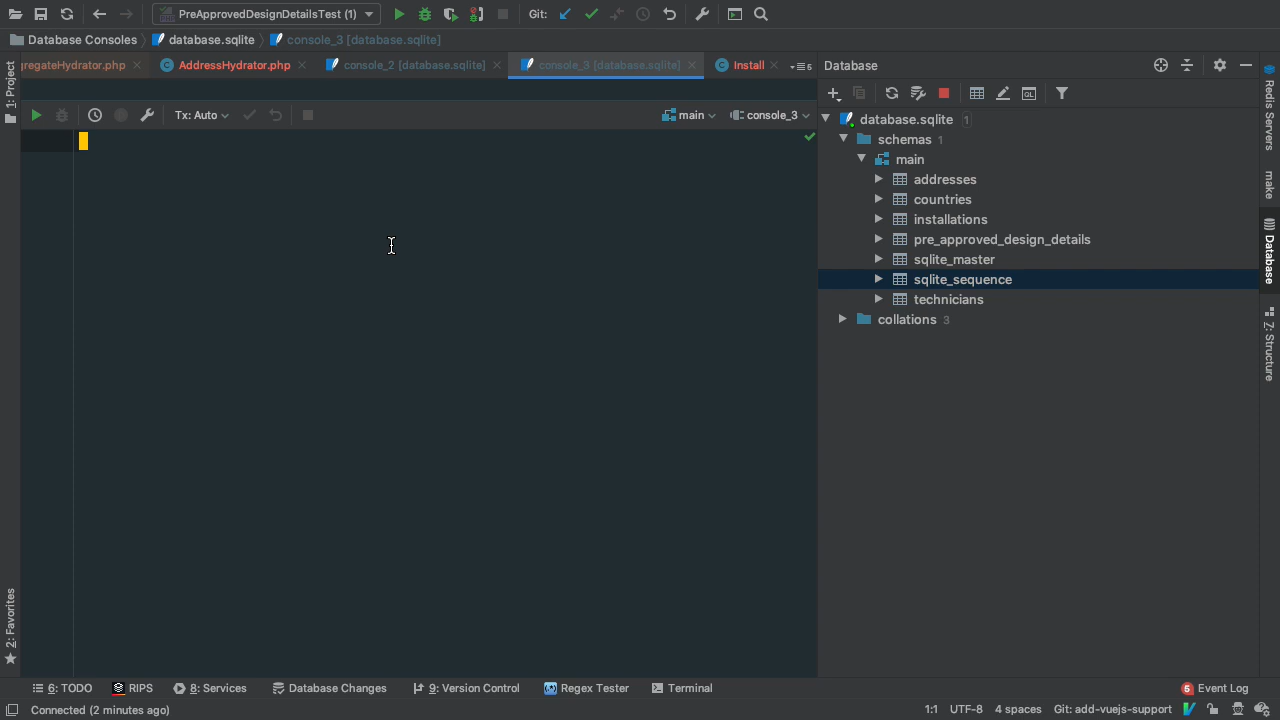 PreApprovedDesignDetailsTest (1)
Git:
Database Consoles
database.sqlite
console_3 [database.sqlite]
gregateHydrator.php
AddressHydrator.php
console_2 [database.sqlite]
console_3 [database.sqlite]
Install
Database
Tx: Auto
main
console_3
database.sqlite 1
schemas 1
main
addresses
countries
installations
pre_approved_design_details
sqlite_master
sqlite_sequence
technicians
collations 3
1: Project
2: Favorites
Redis Servers
make
Database
7: Structure
6: TODO
RIPS
8: Services
Database Changes
9: Version Control
Regex Tester
Terminal
6 Event Log
Connected (2 minutes ago)
1:1
UTF-8
4 spaces
Git: add-vuejs-support